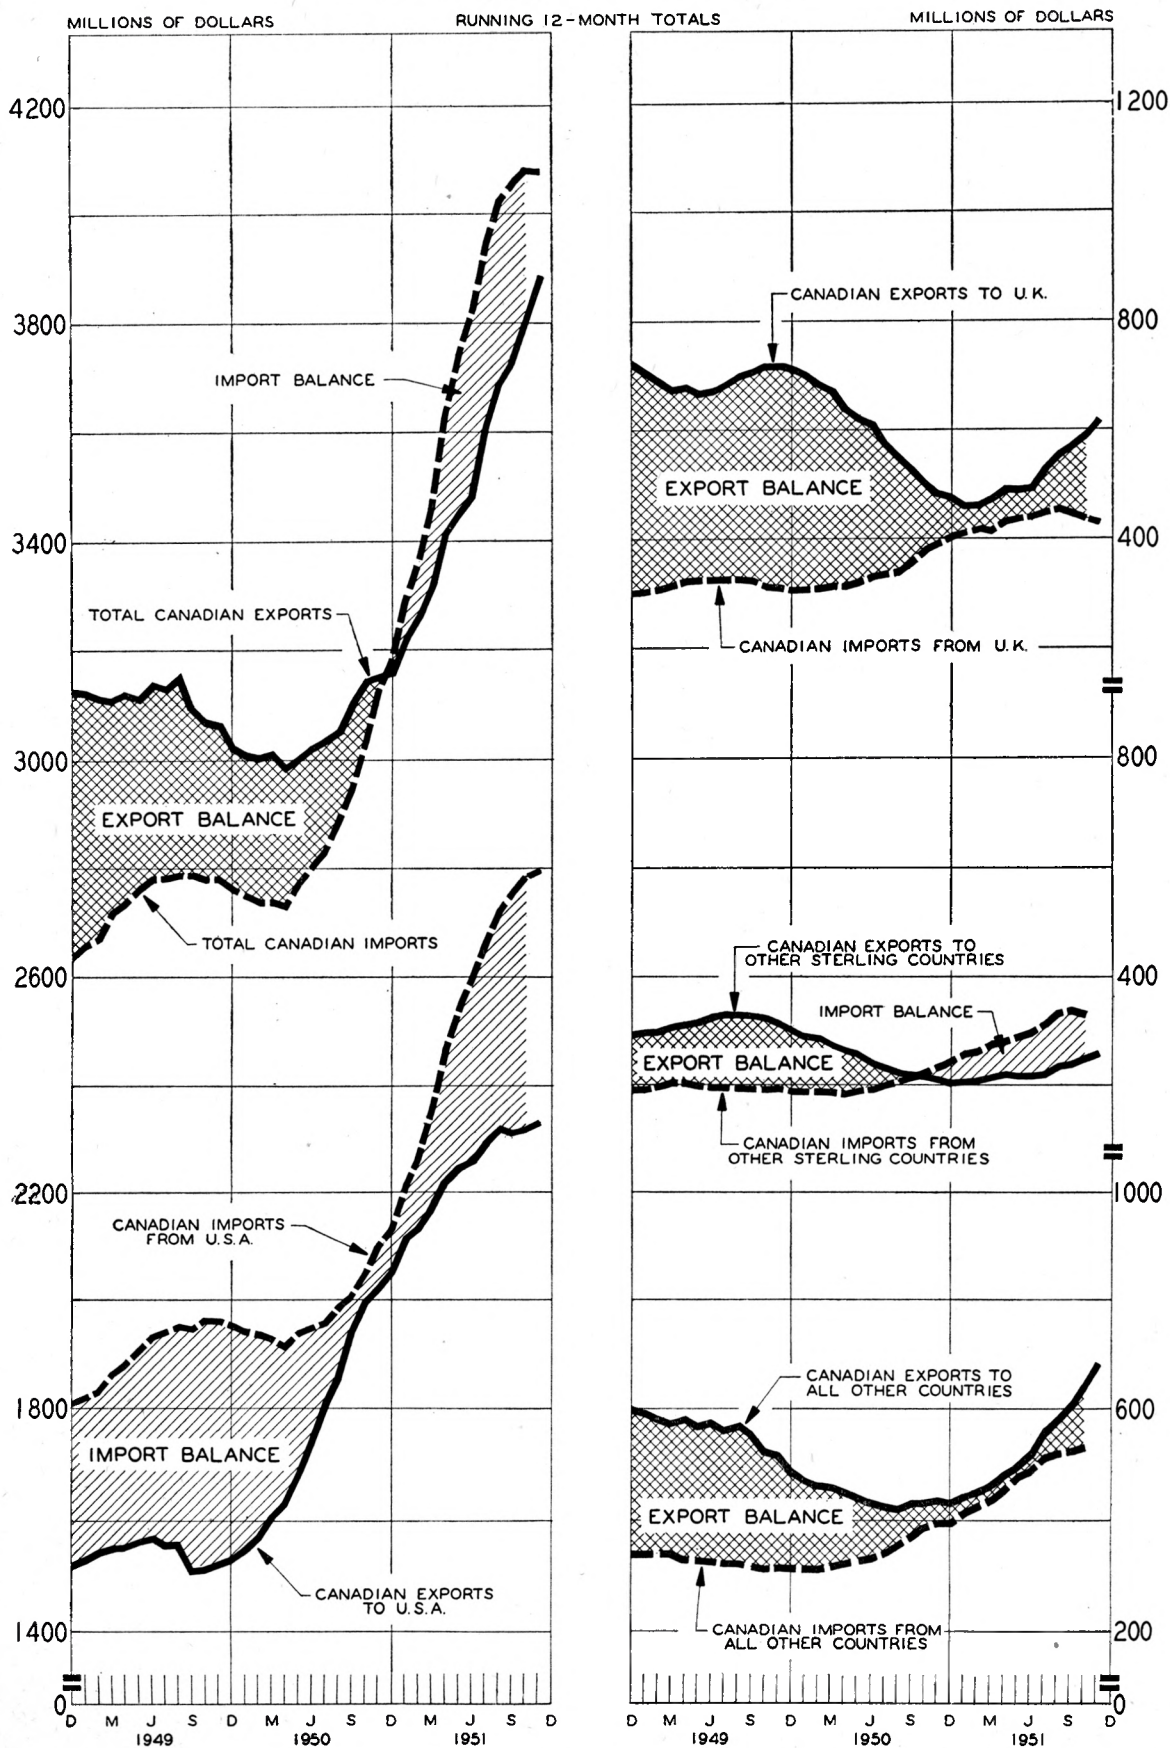 MILLIONS OF DOLLARS
RUNNING 12-MONTH TOTALS
MILLIONS OF DOLLARS
4200
3800
3400
3000
2600
2200
1800
1400
0
IMPORT BALANCE
TOTAL CANADIAN EXPORTS
EXPORT BALANCE
TOTAL CANADIAN IMPORTS
CANADIAN IMPORTS
FROM U.S.A.
IMPORT BALANCE
CANADIAN EXPORTS
TO U.S.A.
D M J S D M J S D M J S D
1949 1950 1951
1200
800
400
800
400
1000
600
200
0
CANADIAN EXPORTS TO U.K.
EXPORT BALANCE
CANADIAN IMPORTS FROM U.K.
CANADIAN EXPORTS TO
OTHER STERLING COUNTRIES
IMPORT BALANCE
EXPORT BALANCE
CANADIAN IMPORTS FROM
OTHER STERLING COUNTRIES
CANADIAN EXPORTS TO
ALL OTHER COUNTRIES
EXPORT BALANCE
CANADIAN IMPORTS FROM
ALL OTHER COUNTRIES
D M J S D M J S D M J S D
1949 1950 1951